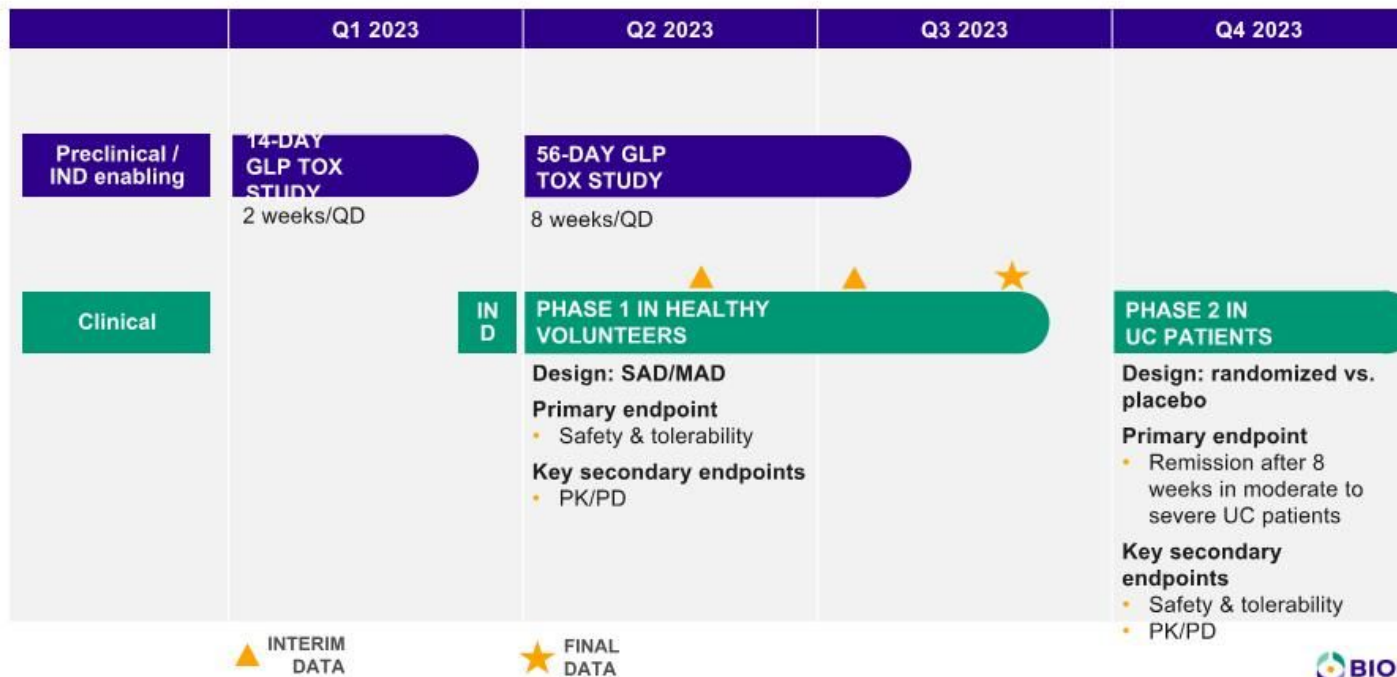 Q1 2023
Q2 2023
Q3 2023
Q4 2023
Preclinical /
IND enabling
14-DAY
GLP TOX
STUDY
2 weeks/QD
56-DAY GLP
TOX STUDY
8 weeks/QD
Clinical
IN
D
PHASE 1 IN HEALTHY
VOLUNTEERS
Design: SAD/MAD
Primary endpoint
• Safety & tolerability
Key secondary endpoints
• PK/PD
PHASE 2 IN
UC PATIENTS
Design: randomized vs.
placebo
Primary endpoint
• Remission after 8
weeks in moderate to
severe UC patients
Key secondary
endpoints
• Safety & tolerability
• PK/PD
INTERIM
DATA
FINAL
DATA
BIO